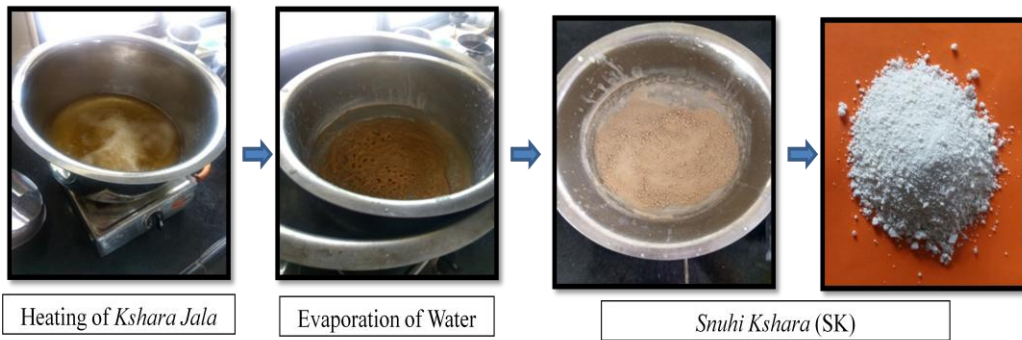 Heating of Kshara Jala
Evaporation of Water
Snuhi Kshara (SK)